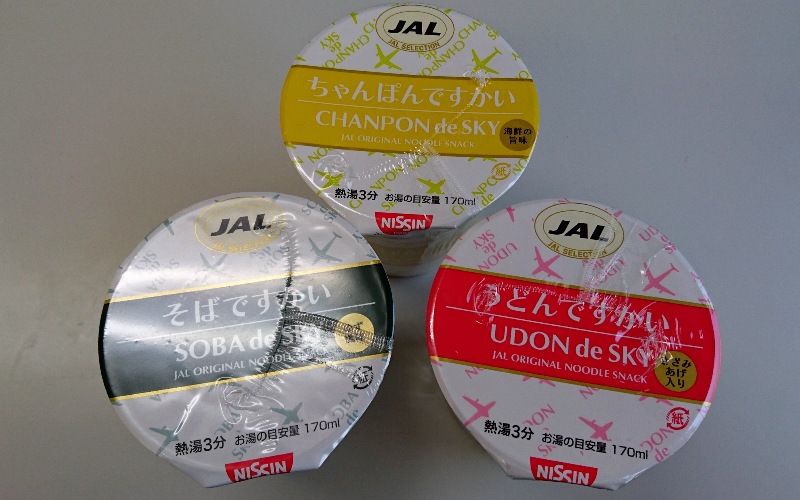 JAL
JAL SELECTION
ちゃんぽんですかい
CHANPON de SKY
JAL ORIGINAL NOODLE SNACK
海鮮の
旨味
紙
熱湯3分 お湯の目安量 170ml
NISSIN
JAL
JAL SELECTION
そばですかい
SOBA de
JAL ORIGINAL NOODLE
紙
熱湯3分 お湯の目安量 170ml
NISSIN
JAL
JAL SELECTION
うどんですかい
UDON de SKY
JAL ORIGINAL NOODLE SNACK
きざみ
あげ
入り
紙
熱湯3分 お湯の目安量 170ml
NISSIN